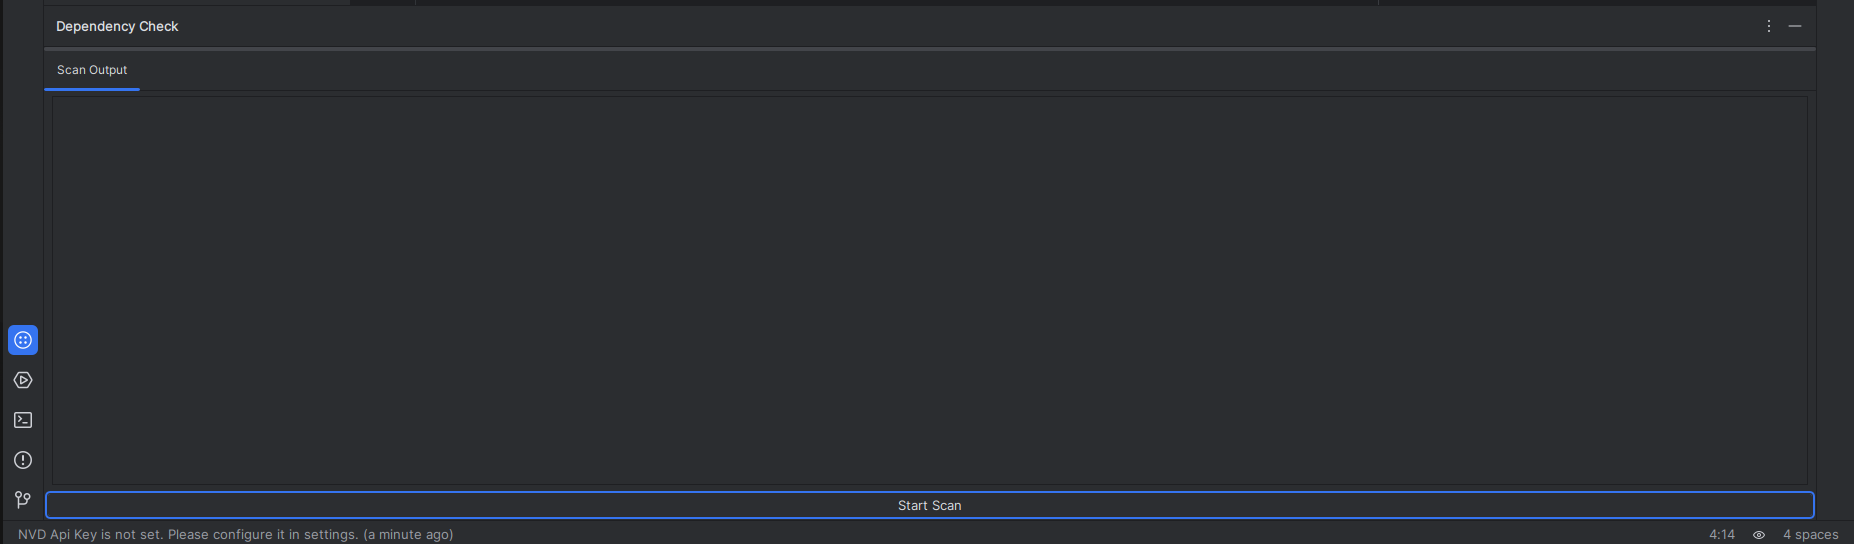 Dependency Check
Scan Output
Start Scan
NVD Api Key is not set. Please configure it in settings. (a minute ago)
4:14
4 spaces